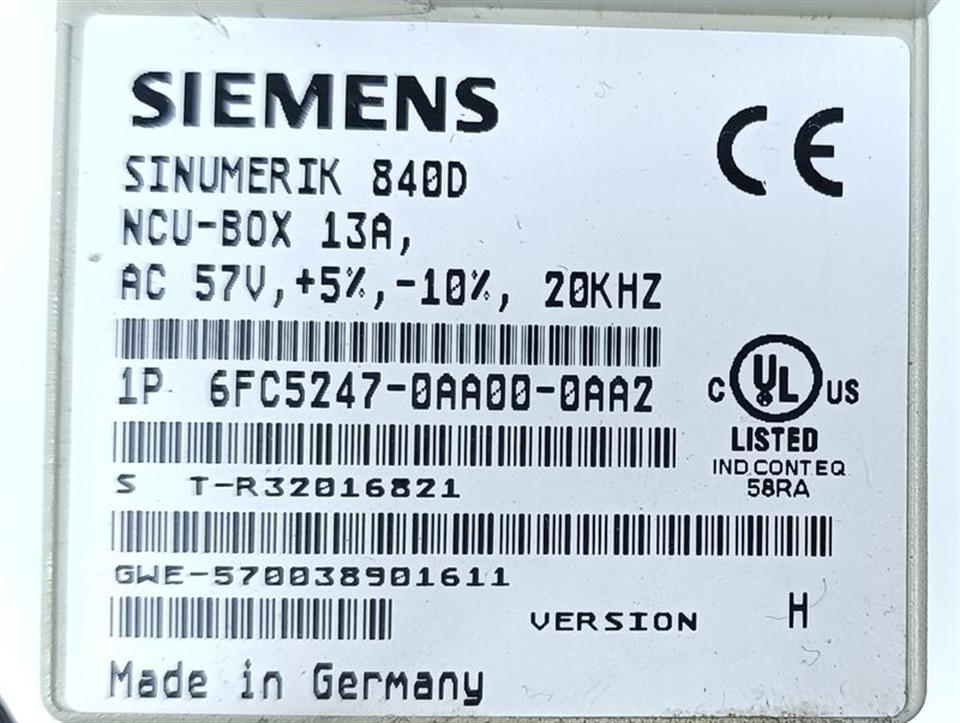 SIEMENS
CE
SINUMERIK 840D
NCU-BOX 13A,
AC 57V,+5%,-10%, 20KHZ
1P 6FC5247-0AA00-0AA2
C UL US
LISTED
IND.CONT.EQ.
58RA
S T-R32016821
GWE-570038901611
VERSION H
Made in Germany